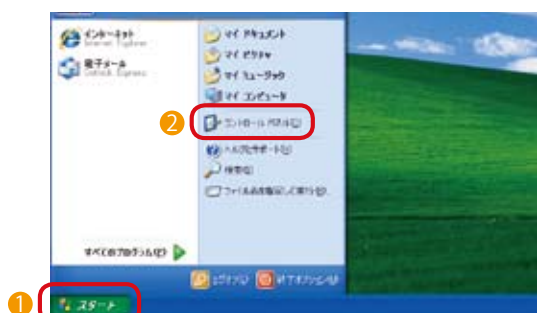 インターネット
Internet Explorer
電子メール
Outlook Express
すべてのプログラム(P)
マイ ドキュメント
マイ ピクチャ
マイ ミュージック
マイ コンピュータ
2
コントロール パネル(C)
ヘルプとサポート(H)
検索(S)
ファイル名を指定して実行(R)...
ログオフ(L)
終了オプション(U)
1
スタート